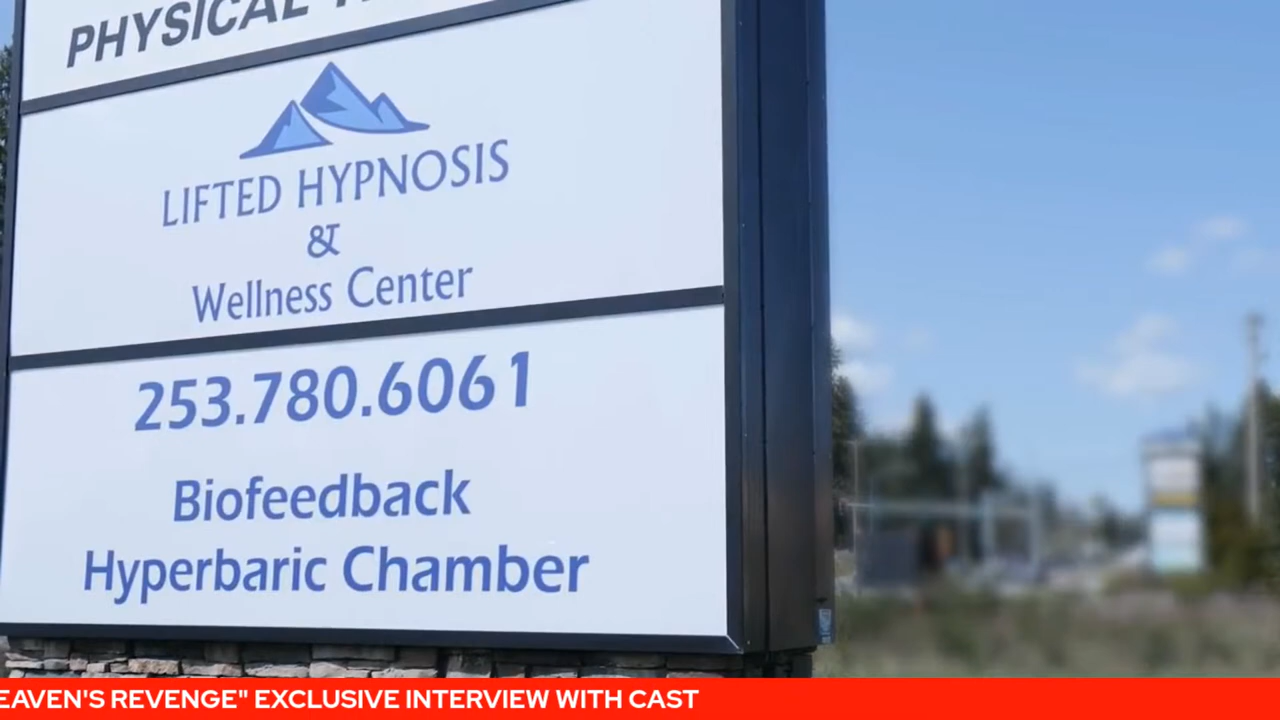 PHYSICAL
LIFTED HYPNOSIS
&
Wellness Center
253.780.6061
Biofeedback
Hyperbaric Chamber
EAVEN'S REVENGE" EXCLUSIVE INTERVIEW WITH CAST